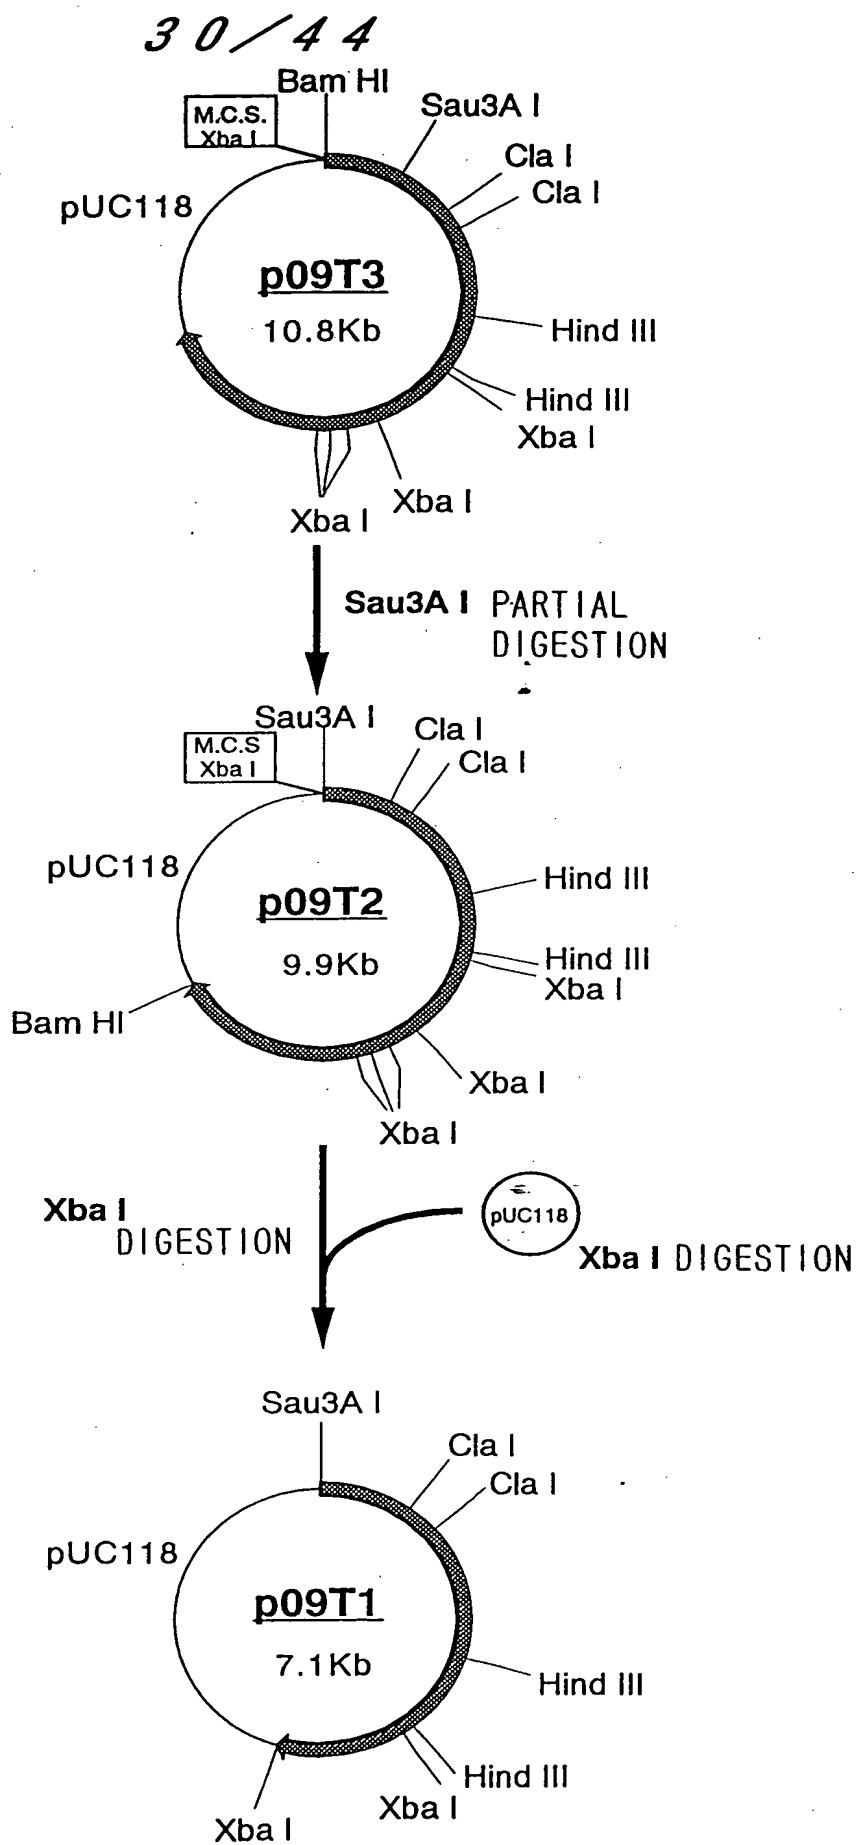 30/44
Bam HI
M.C.S.
Xba I
Sau3A I
Cla I
Cla I
pUC118
p09T3
10.8Kb
Hind III
Hind III
Xba I
Xba I
Xba I
Sau3A I PARTIAL
DIGESTION
Sau3A I
M.C.S
Xba I
Cla I
Cla I
pUC118
p09T2
9.9Kb
Hind III
Hind III
Xba I
Bam HI
Xba I
Xba I
Xba I
DIGESTION
pUC118
Xba I DIGESTION
Sau3A I
Cla I
Cla I
pUC118
p09T1
7.1Kb
Hind III
Hind III
Xba I
Xba I